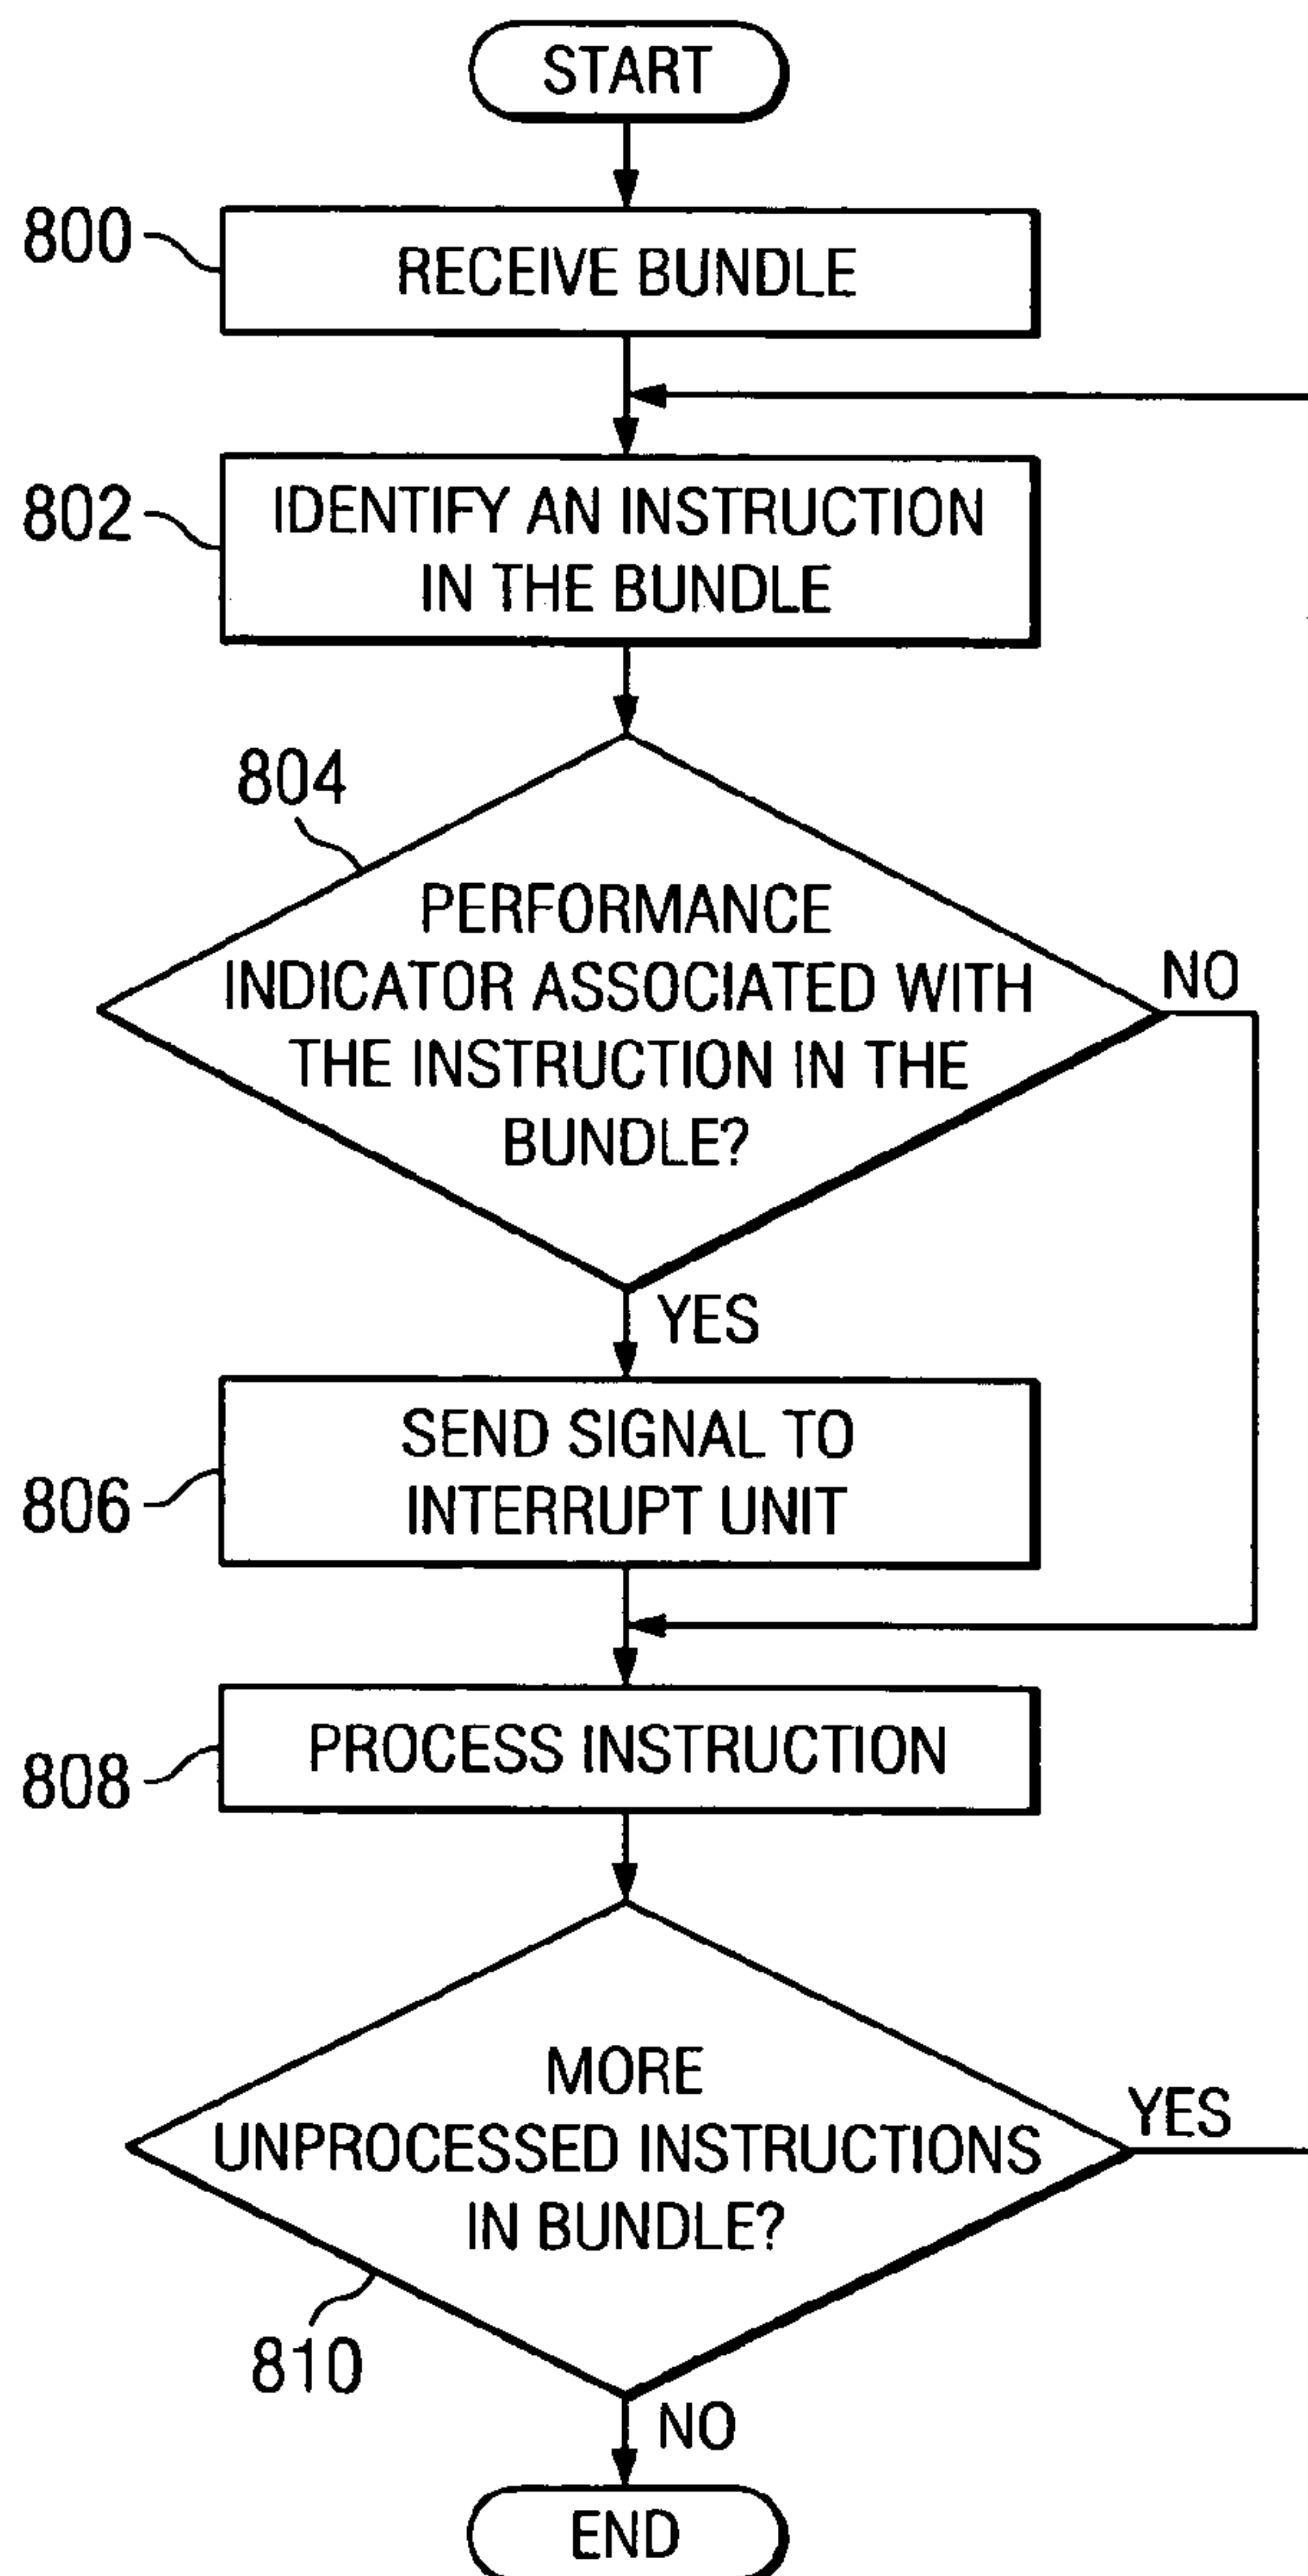 START
800
RECEIVE BUNDLE
802
IDENTIFY AN INSTRUCTION
IN THE BUNDLE
804
PERFORMANCE
INDICATOR ASSOCIATED WITH
THE INSTRUCTION IN THE
BUNDLE?
NO
YES
SEND SIGNAL TO
INTERRUPT UNIT
806
PROCESS INSTRUCTION
808
MORE
UNPROCESSED INSTRUCTIONS
IN BUNDLE?
YES
810
NO
END